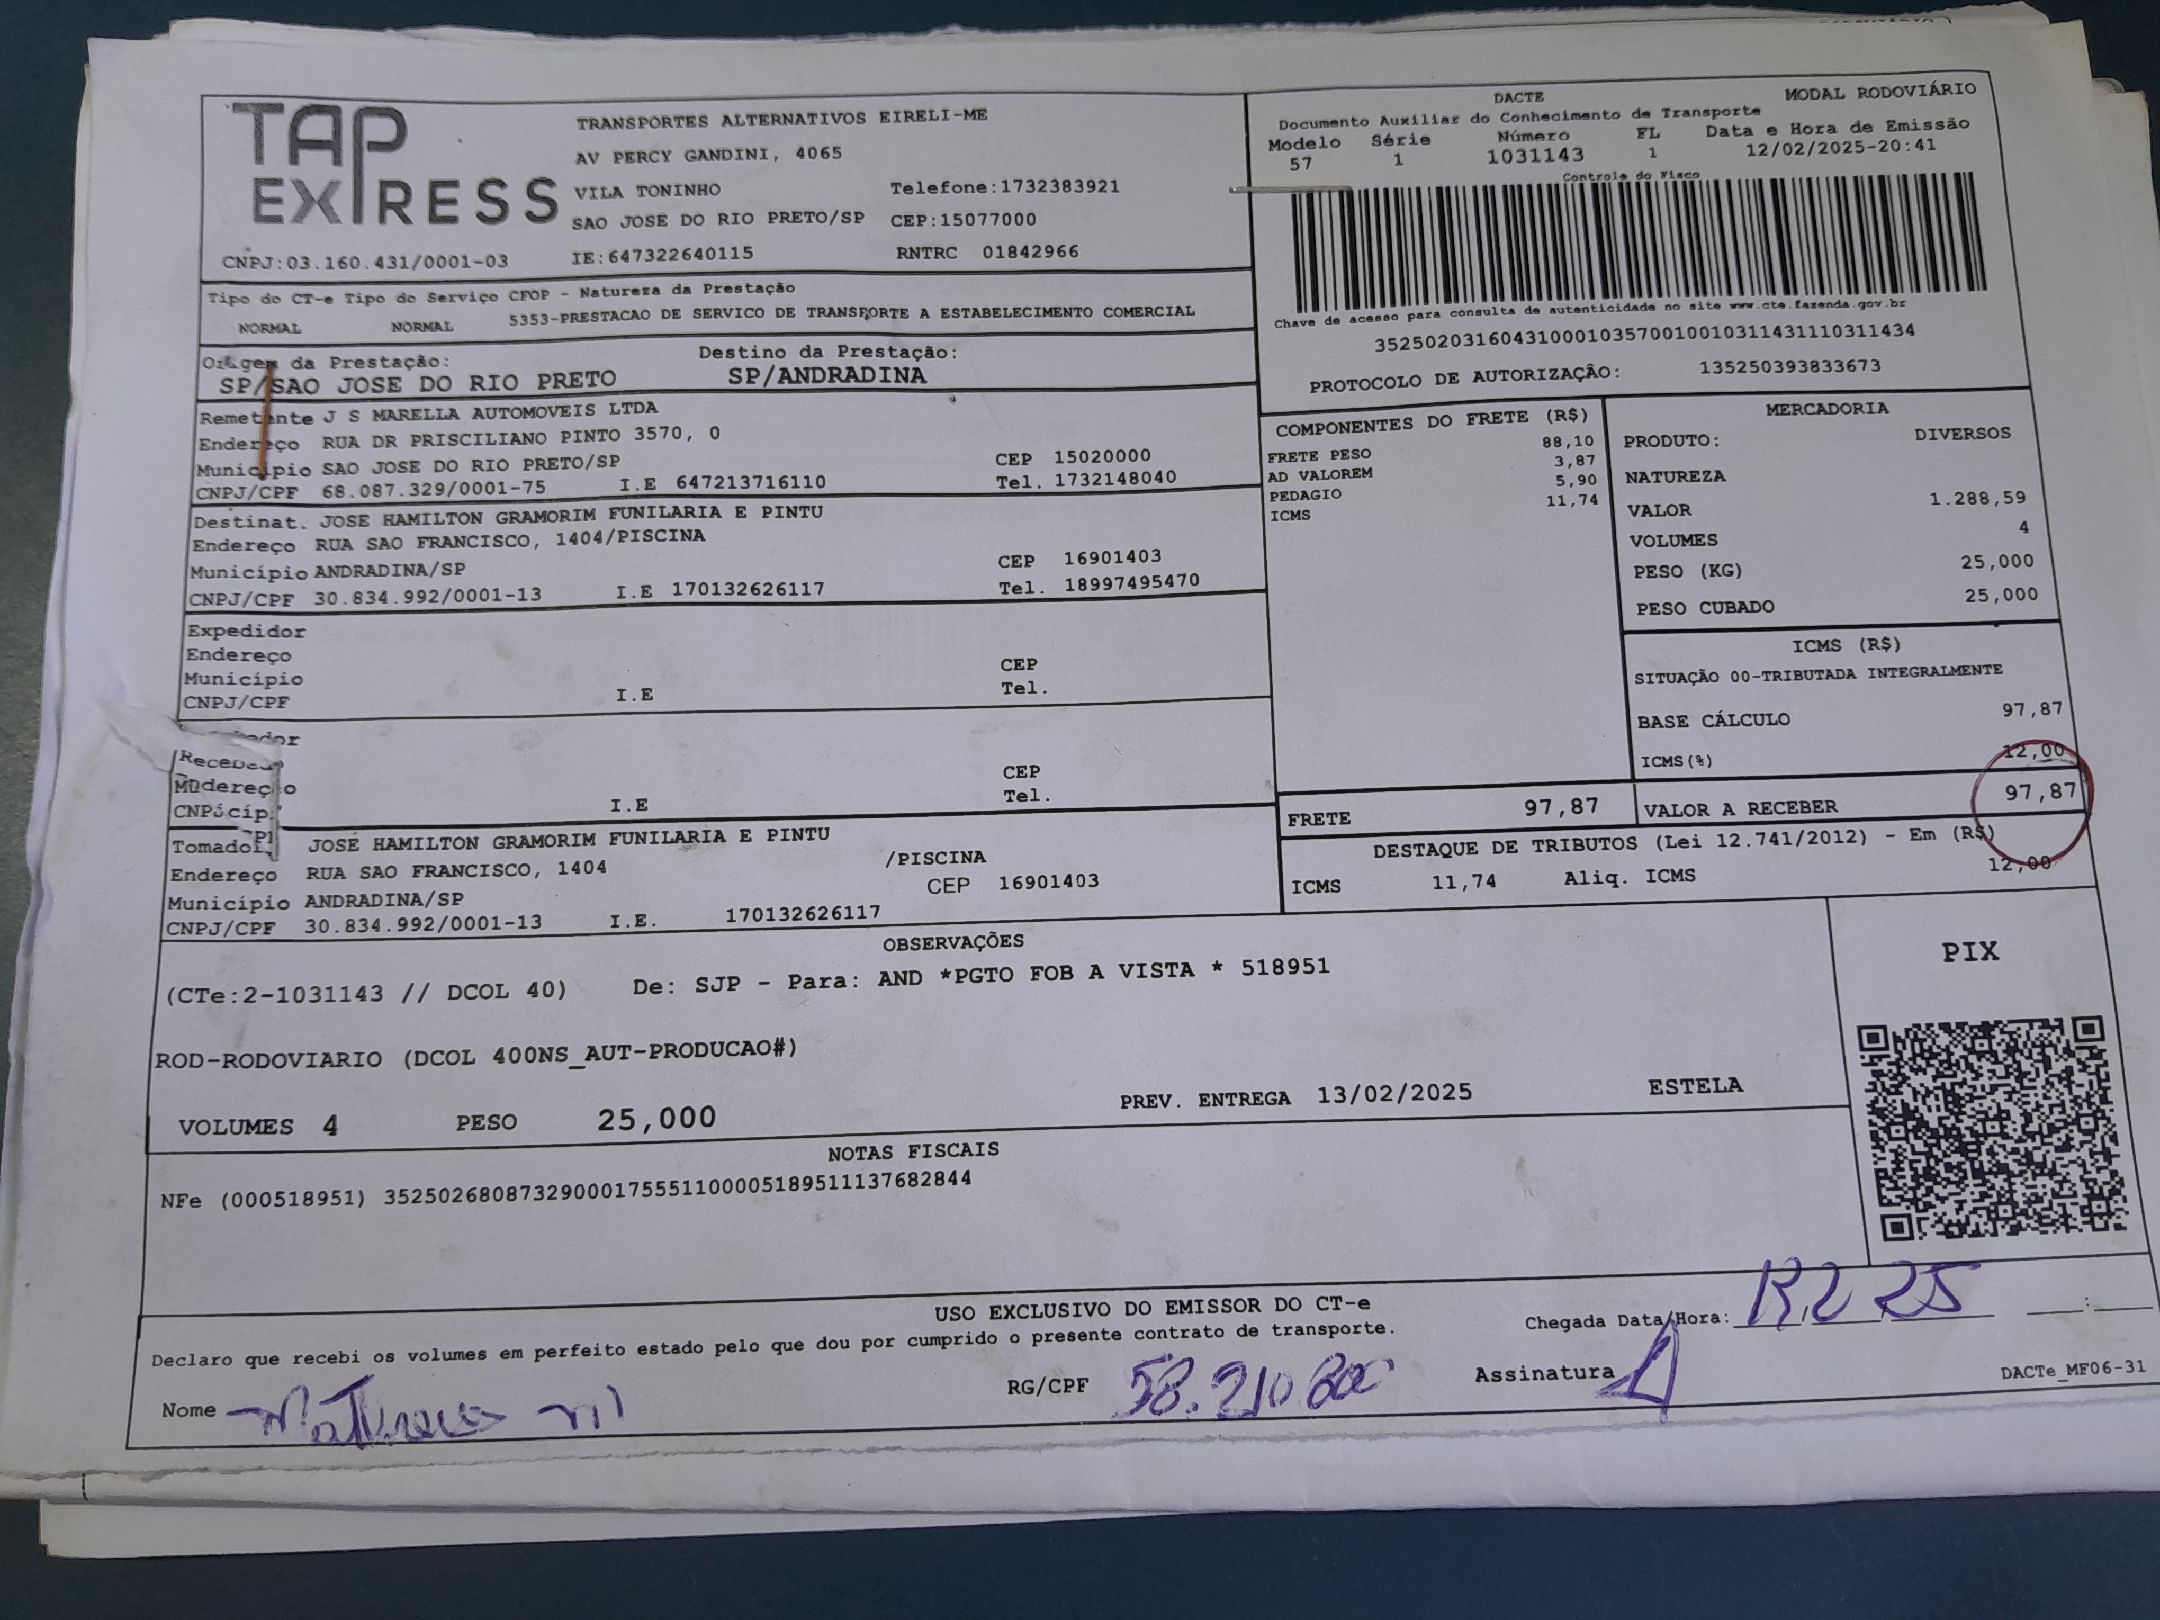 TAP EXPRESS
TRANSPORTES ALTERNATIVOS EIRELI-ME
AV PERCY GANDINI, 4065
VILA TONINHO Telefone:1732383921
SAO JOSE DO RIO PRETO/SP CEP:15077000
CNPJ:03.160.431/0001-03 IE:647322640115 RNTRC 01842966
DACTE MODAL RODOVIÁRIO
Documento Auxiliar do Conhecimento de Transporte
Modelo Série Número FL Data e Hora de Emissão
57 1 1031143 1 12/02/2025-20:41
Controle do Fisco
Chave de acesso para consulta de autenticidade no site www.cte.fazenda.gov.br
35250203160431000103570010010311431110311434
PROTOCOLO DE AUTORIZAÇÃO: 135250393833673
Tipo do CT-e Tipo do Serviço CFOP - Natureza da Prestação
NORMAL NORMAL 5353-PRESTACAO DE SERVICO DE TRANSPORTE A ESTABELECIMENTO COMERCIAL
Origem da Prestação: Destino da Prestação:
SP/SAO JOSE DO RIO PRETO SP/ANDRADINA
Remetente J S MARELLA AUTOMOVEIS LTDA
Endereço RUA DR PRISCILIANO PINTO 3570, 0
Município SAO JOSE DO RIO PRETO/SP CEP 15020000
CNPJ/CPF 68.087.329/0001-75 I.E 647213716110 Tel. 1732148040
Destinat. JOSE HAMILTON GRAMORIM FUNILARIA E PINTU
Endereço RUA SAO FRANCISCO, 1404/PISCINA
Município ANDRADINA/SP CEP 16901403
CNPJ/CPF 30.834.992/0001-13 I.E 170132626117 Tel. 18997495470
Expedidor
Endereço
Município CEP
CNPJ/CPF I.E Tel.
CEP
I.E Tel.
JOSE HAMILTON GRAMORIM FUNILARIA E PINTU
Endereço RUA SAO FRANCISCO, 1404 /PISCINA
Município ANDRADINA/SP CEP 16901403
CNPJ/CPF 30.834.992/0001-13 I.E. 170132626117
COMPONENTES DO FRETE (R$)
FRETE PESO 88,10
AD VALOREM 3,87
PEDAGIO 5,90
ICMS 11,74
MERCADORIA
PRODUTO: DIVERSOS
NATUREZA
VALOR 1.288,59
VOLUMES 4
PESO (KG) 25,000
PESO CUBADO 25,000
ICMS (R$)
SITUAÇÃO 00-TRIBUTADA INTEGRALMENTE
BASE CÁLCULO 97,87
ICMS(%) 12,00
FRETE 97,87 VALOR A RECEBER 97,87
DESTAQUE DE TRIBUTOS (Lei 12.741/2012) - Em (R$)
ICMS 11,74 Aliq. ICMS 12,00
OBSERVAÇÕES
(CTe:2-1031143 // DCOL 40) De: SJP - Para: AND *PGTO FOB A VISTA * 518951
ROD-RODOVIARIO (DCOL 400NS_AUT-PRODUCAO#)
VOLUMES 4 PESO 25,000 PREV. ENTREGA 13/02/2025 ESTELA
PIX
NOTAS FISCAIS
NFe (000518951) 35250268087329000175551100005189511137682844
USO EXCLUSIVO DO EMISSOR DO CT-e
Declaro que recebi os volumes em perfeito estado pelo que dou por cumprido o presente contrato de transporte.
Chegada Data/Hora:
Nome RG/CPF 58.210 Assinatura
DACTe_MF06-31